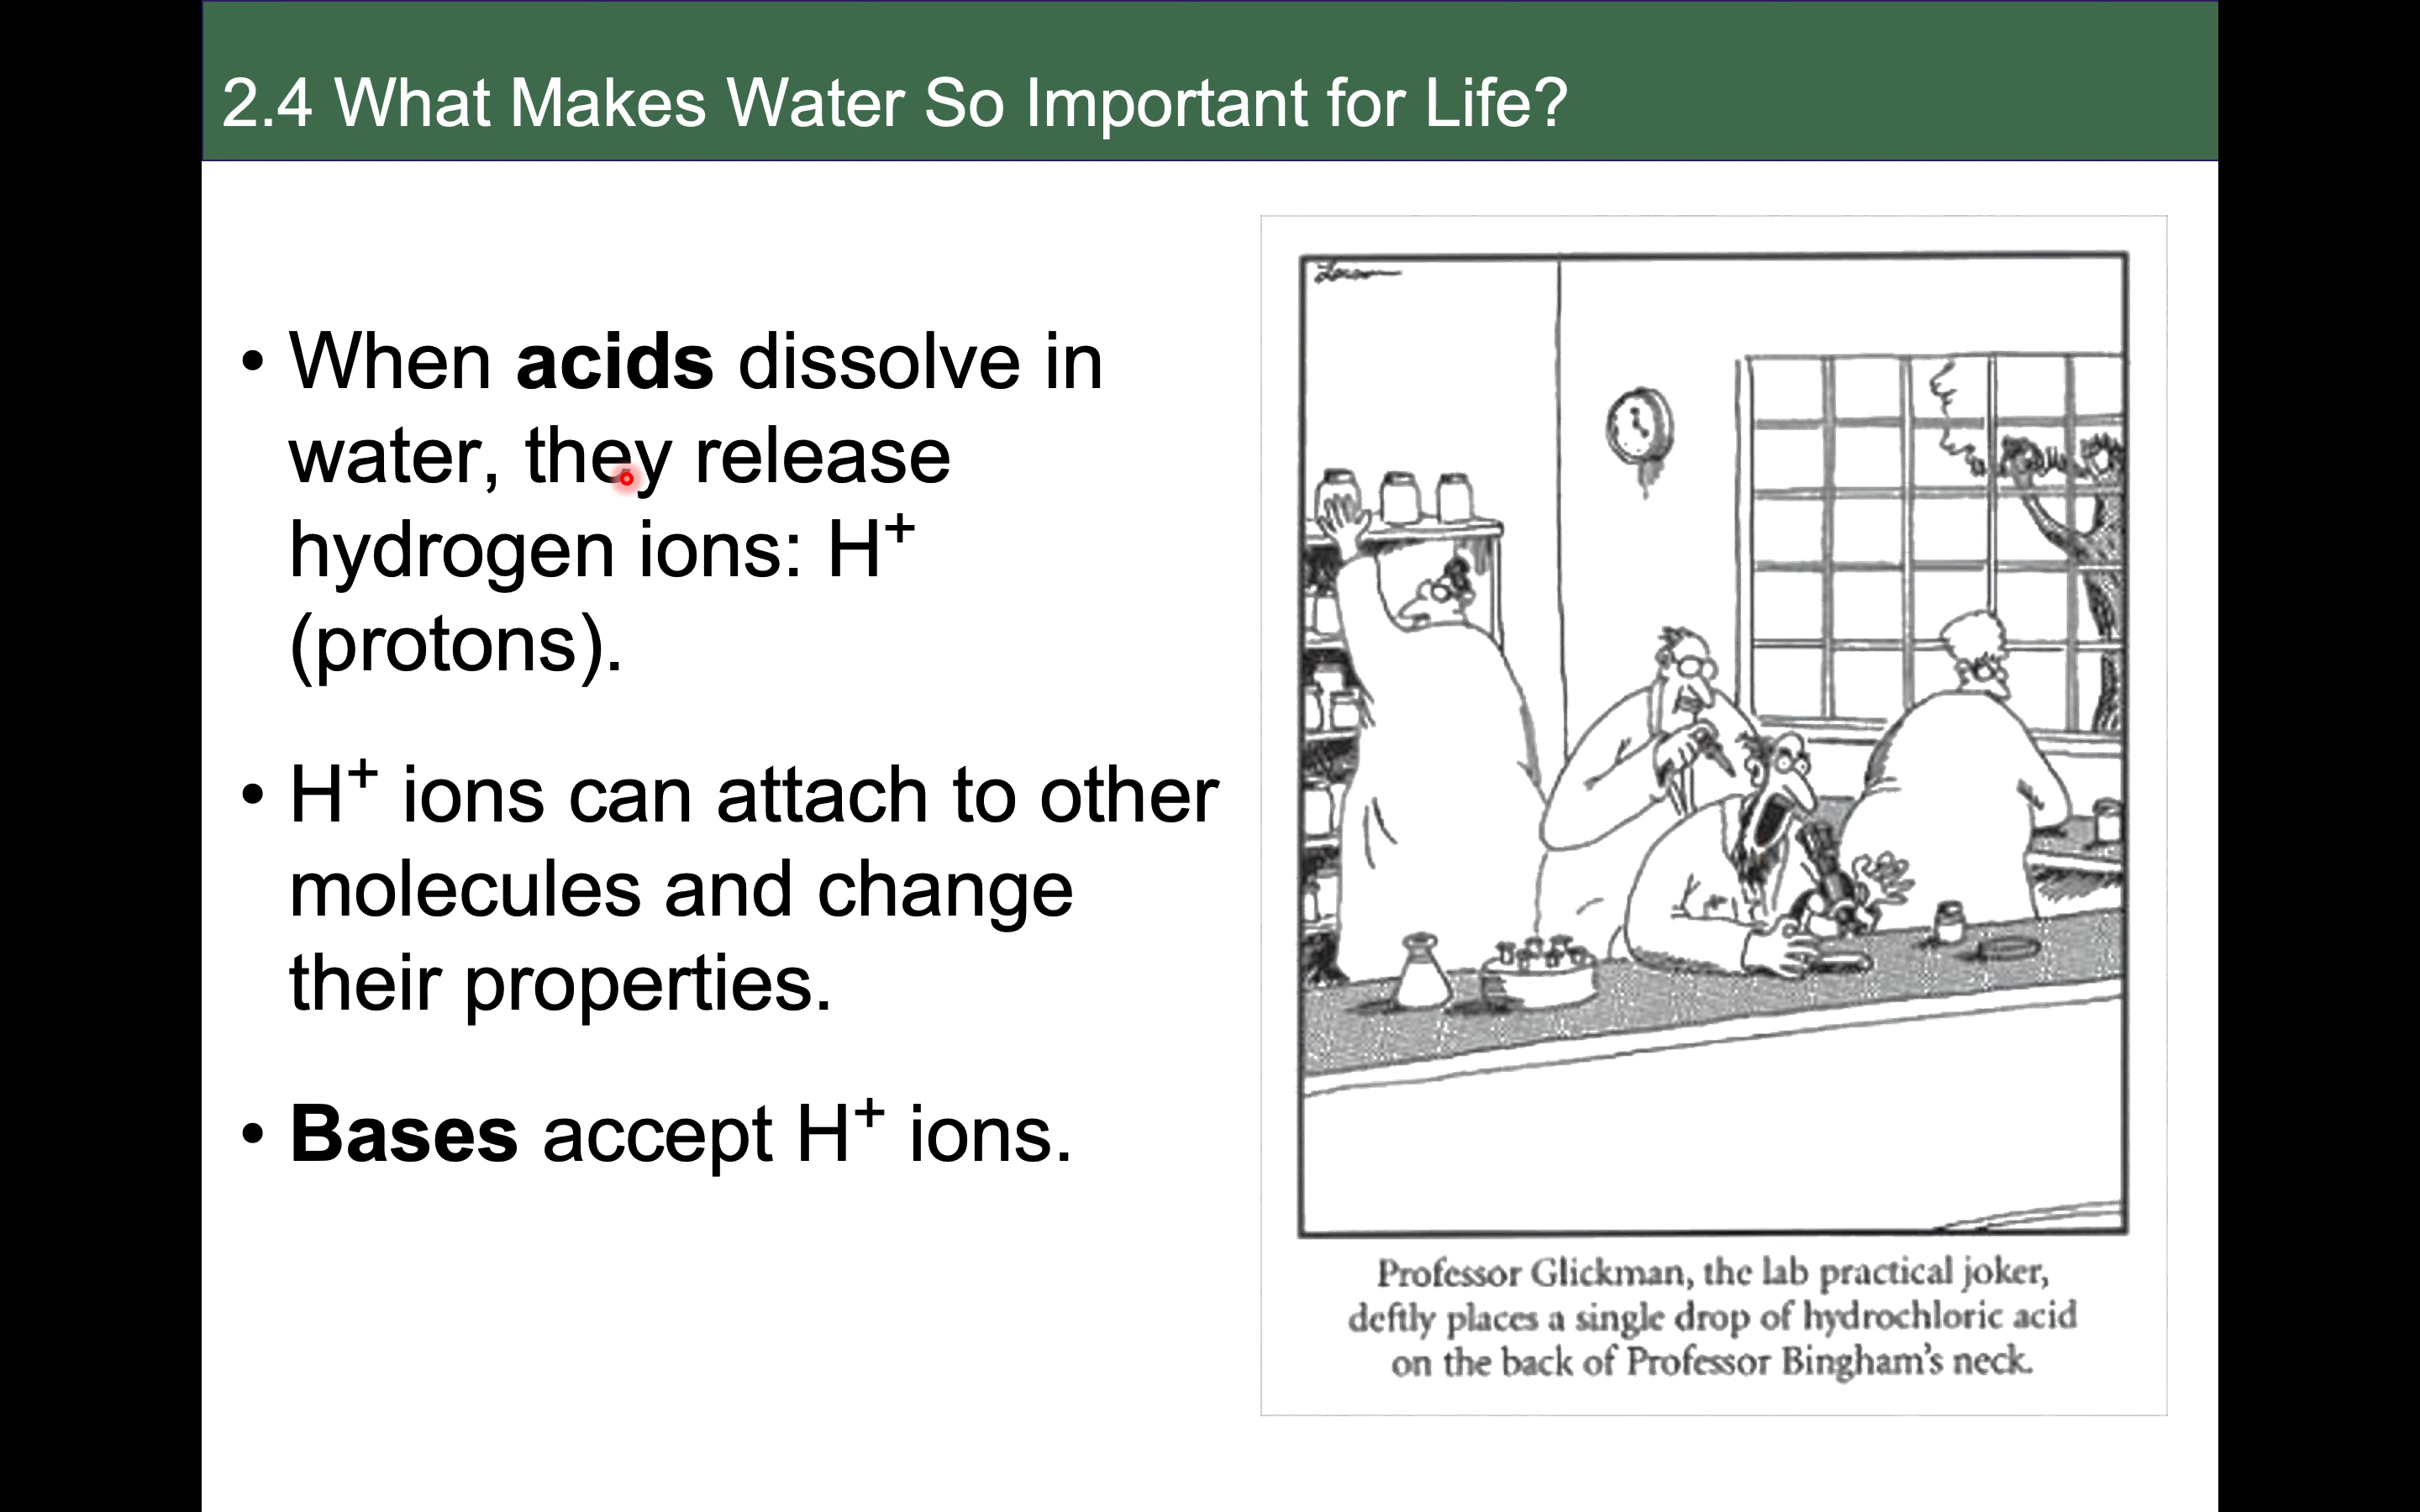 2.4 What Makes Water So Important for Life?
• When acids dissolve in
water, they release
hydrogen ions: H⁺
(protons).
• H⁺ ions can attach to other
molecules and change
their properties.
• Bases accept H⁺ ions.
Larson
Professor Glickman, the lab practical joker,
deftly places a single drop of hydrochloric acid
on the back of Professor Bingham's neck.